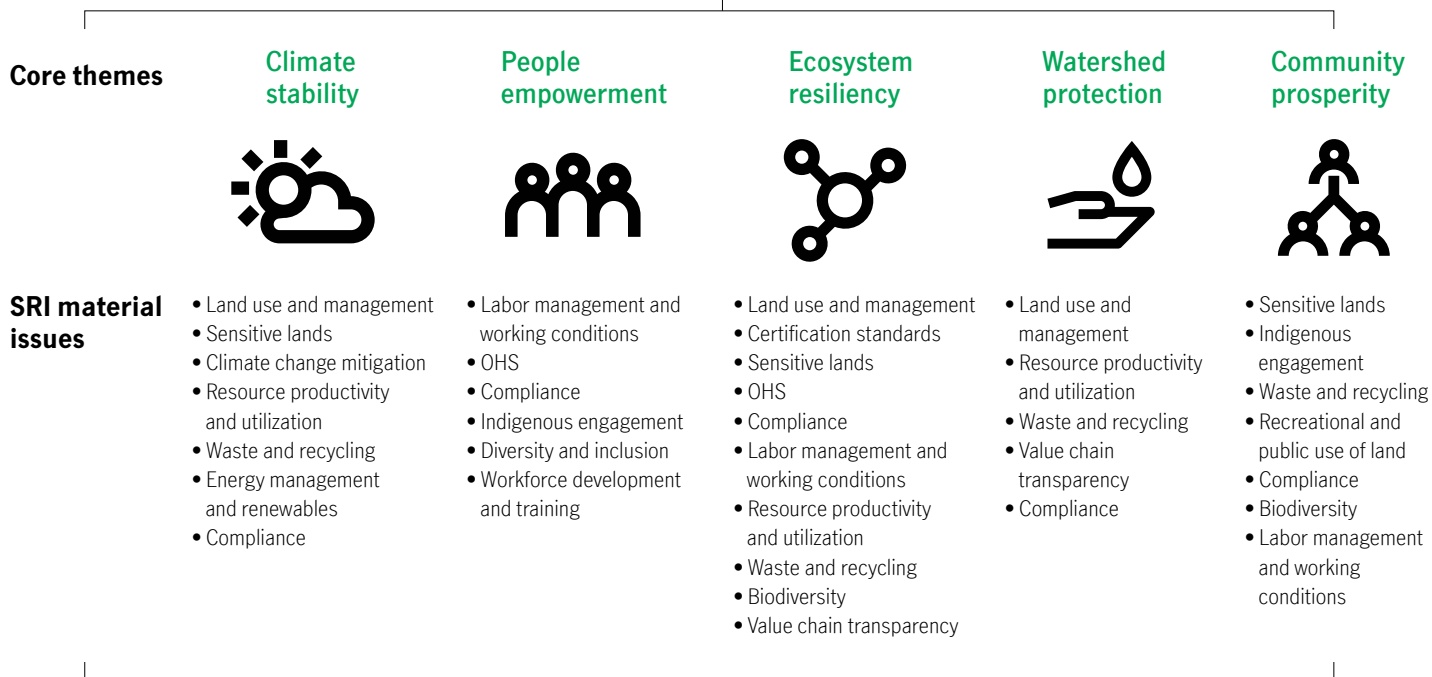 Core themes
Climate
stability
People
empowerment
Ecosystem
resiliency
Watershed
protection
Community
prosperity
SRI material
issues
• Land use and management
• Sensitive lands
• Climate change mitigation
• Resource productivity
and utilization
• Waste and recycling
• Energy management
and renewables
• Compliance
• Labor management and
working conditions
• OHS
• Compliance
• Indigenous engagement
• Diversity and inclusion
• Workforce development
and training
• Land use and management
• Certification standards
• Sensitive lands
• OHS
• Compliance
• Labor management and
working conditions
• Resource productivity
and utilization
• Waste and recycling
• Biodiversity
• Value chain transparency
• Land use and
management
• Resource productivity
and utilization
• Waste and recycling
• Value chain
transparency
• Compliance
• Sensitive lands
• Indigenous
engagement
• Waste and recycling
• Recreational and
public use of land
• Compliance
• Biodiversity
• Labor management
and working
conditions